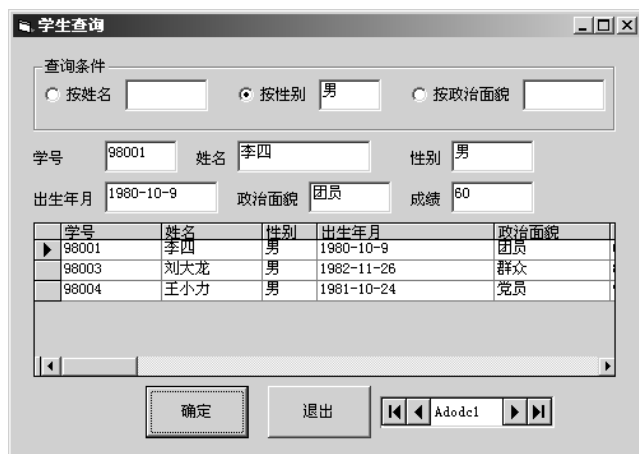 学生查询
查询条件
按姓名 按性别 男 按政治面貌
学号 98001 姓名 李四 性别 男
出生年月 1980-10-9 政治面貌 团员 成绩 60
学号 姓名 性别 出生年月 政治面貌
98001 李四 男 1980-10-9 团员
98003 刘大龙 男 1982-11-26 群众
98004 王小力 男 1981-10-24 党员
确定 退出 Adodc1